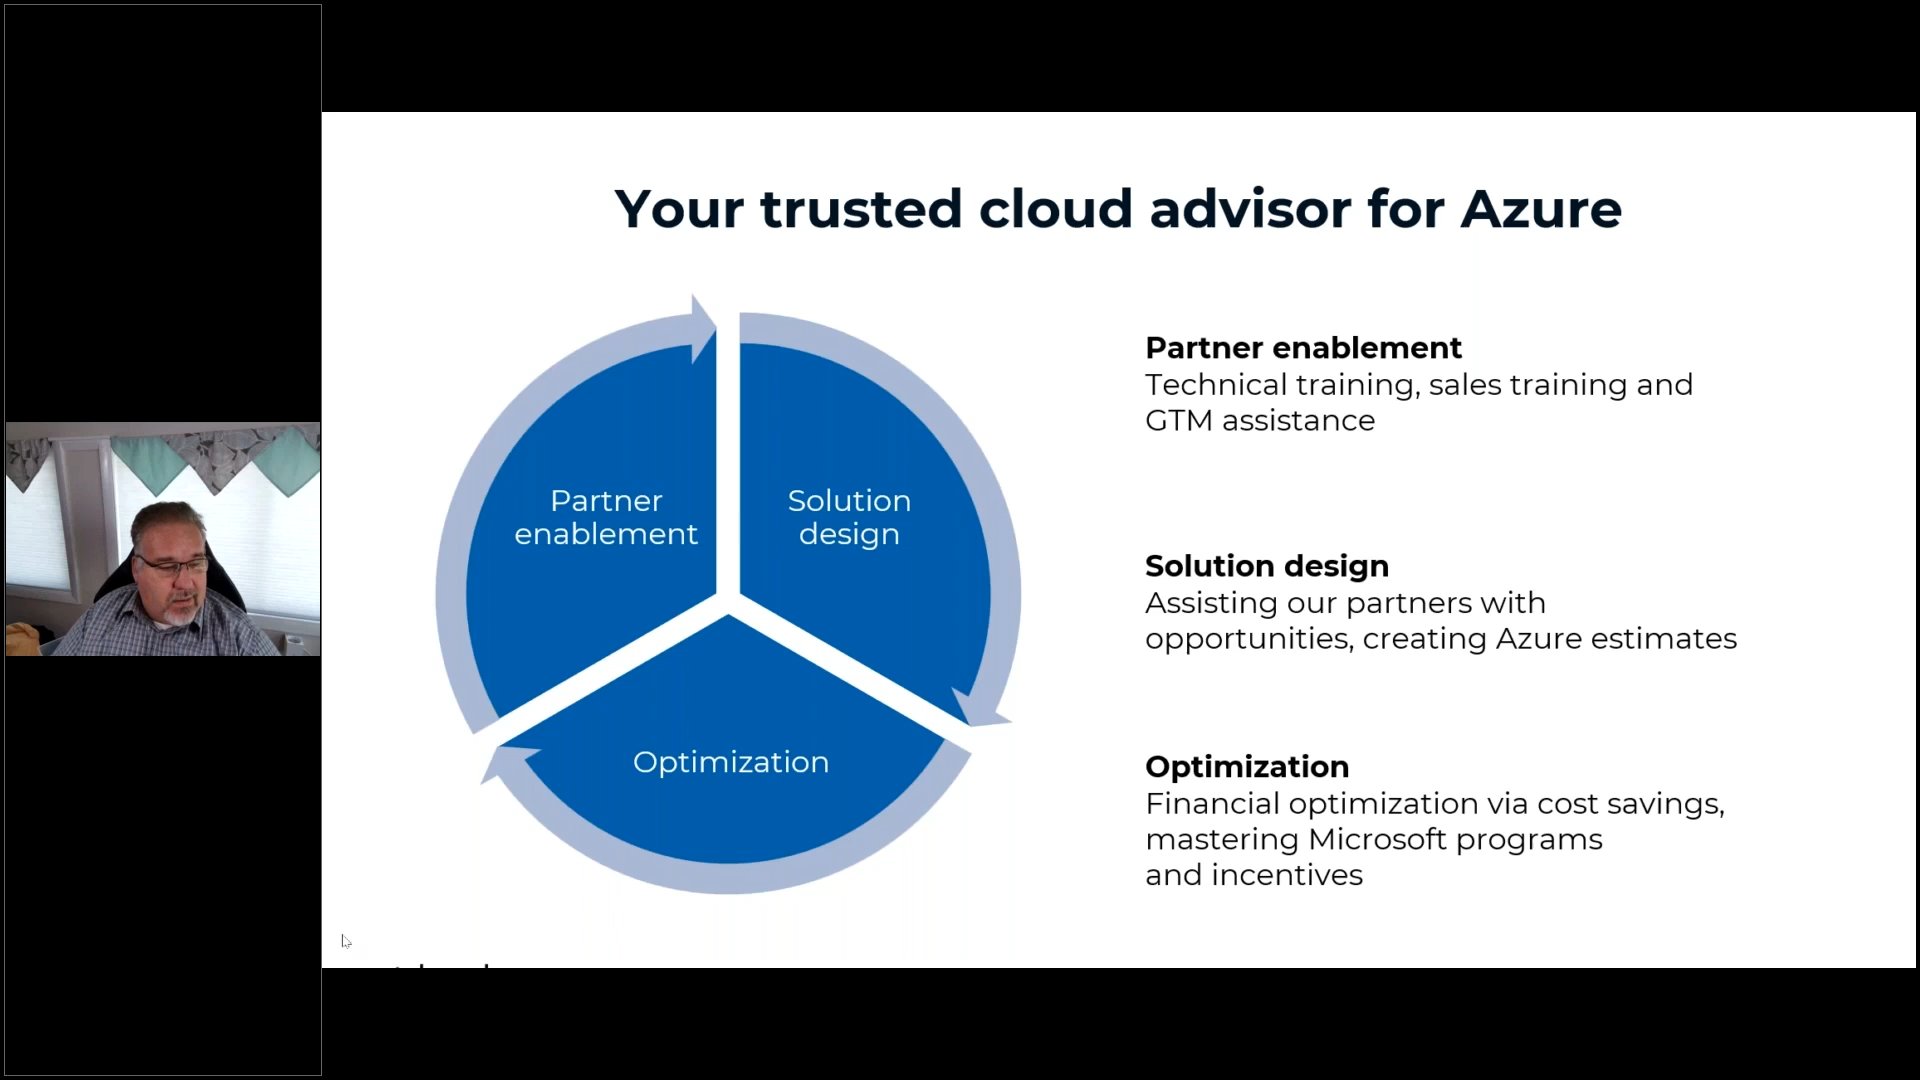 Your trusted cloud advisor for Azure
Partner
enablement
Solution
design
Optimization
Partner enablement
Technical training, sales training and
GTM assistance
Solution design
Assisting our partners with
opportunities, creating Azure estimates
Optimization
Financial optimization via cost savings,
mastering Microsoft programs
and incentives